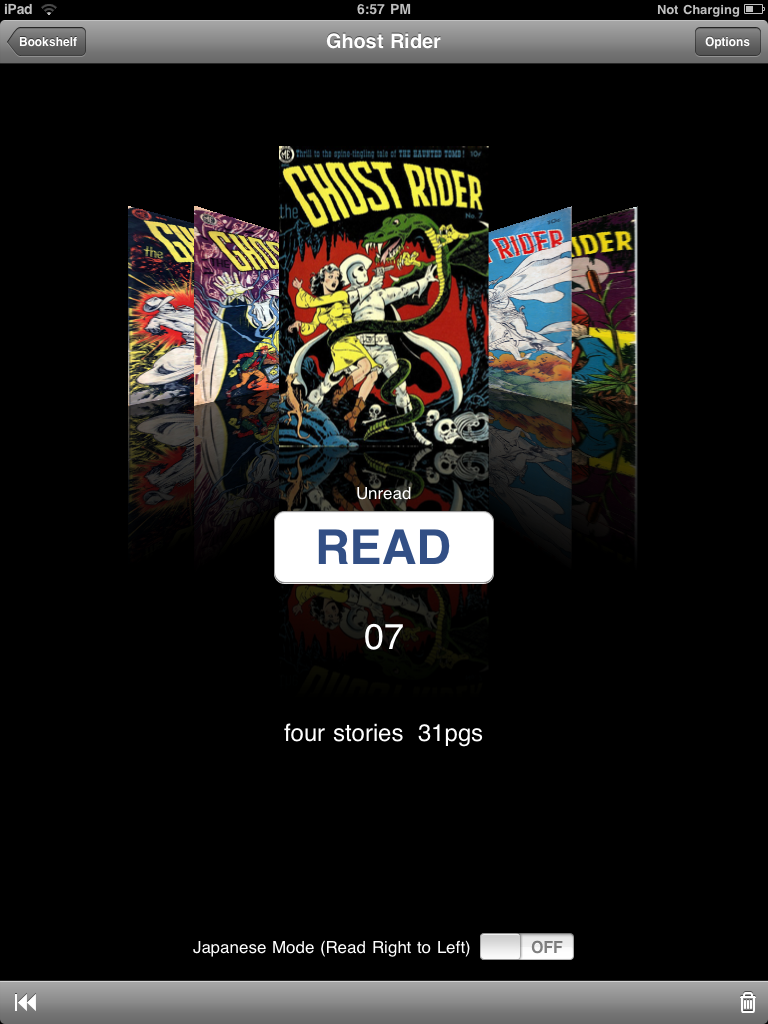 iPad
6:57 PM
Not Charging
Bookshelf
Ghost Rider
Options
ME Thrill to the spine-tingling tale of THE HAUNTED TOMB! 10¢
the GHOST RIDER
No. 7
the
RIDER
IDER
Unread
READ
07
four stories 31pgs
Japanese Mode (Read Right to Left) OFF